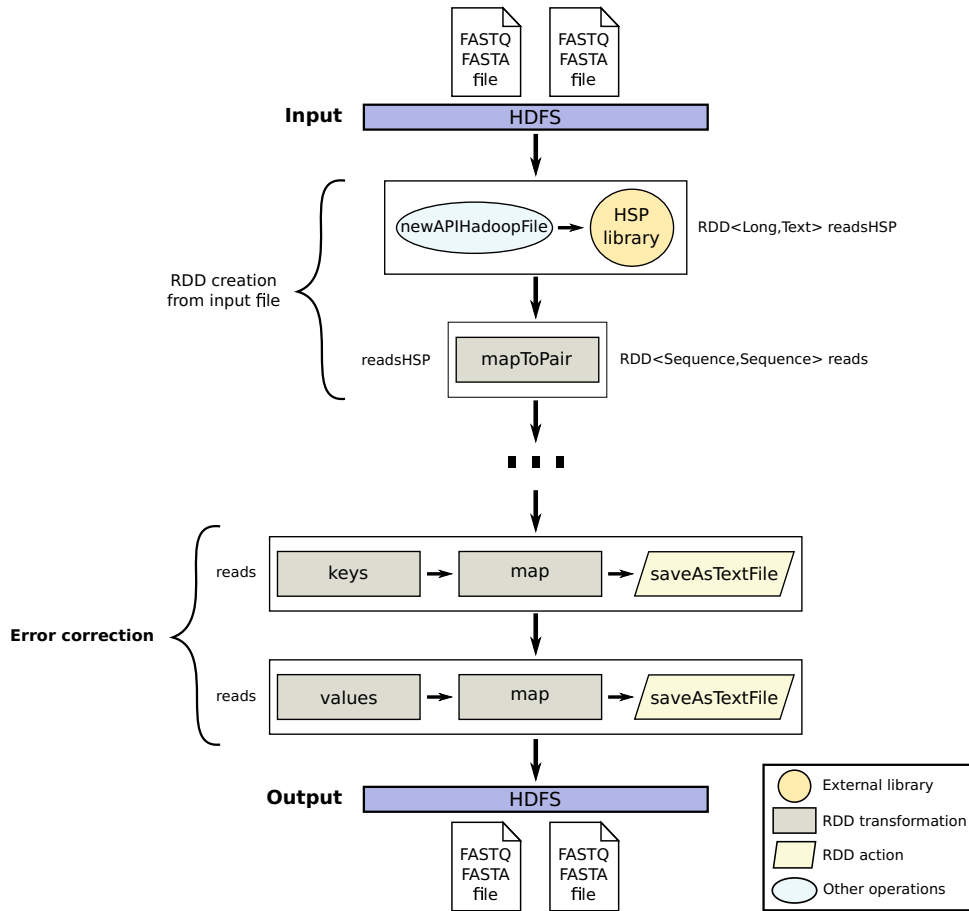 FASTQ
FASTA
file
FASTQ
FASTA
file
Input
HDFS
newAPIHadoopFile
HSP
library
RDD<Long,Text> readsHSP
RDD creation
from input file
readsHSP
mapToPair
RDD<Sequence,Sequence> reads
reads
keys
map
saveAsTextFile
Error correction
reads
values
map
saveAsTextFile
Output
HDFS
FASTQ
FASTA
file
FASTQ
FASTA
file
External library
RDD transformation
RDD action
Other operations